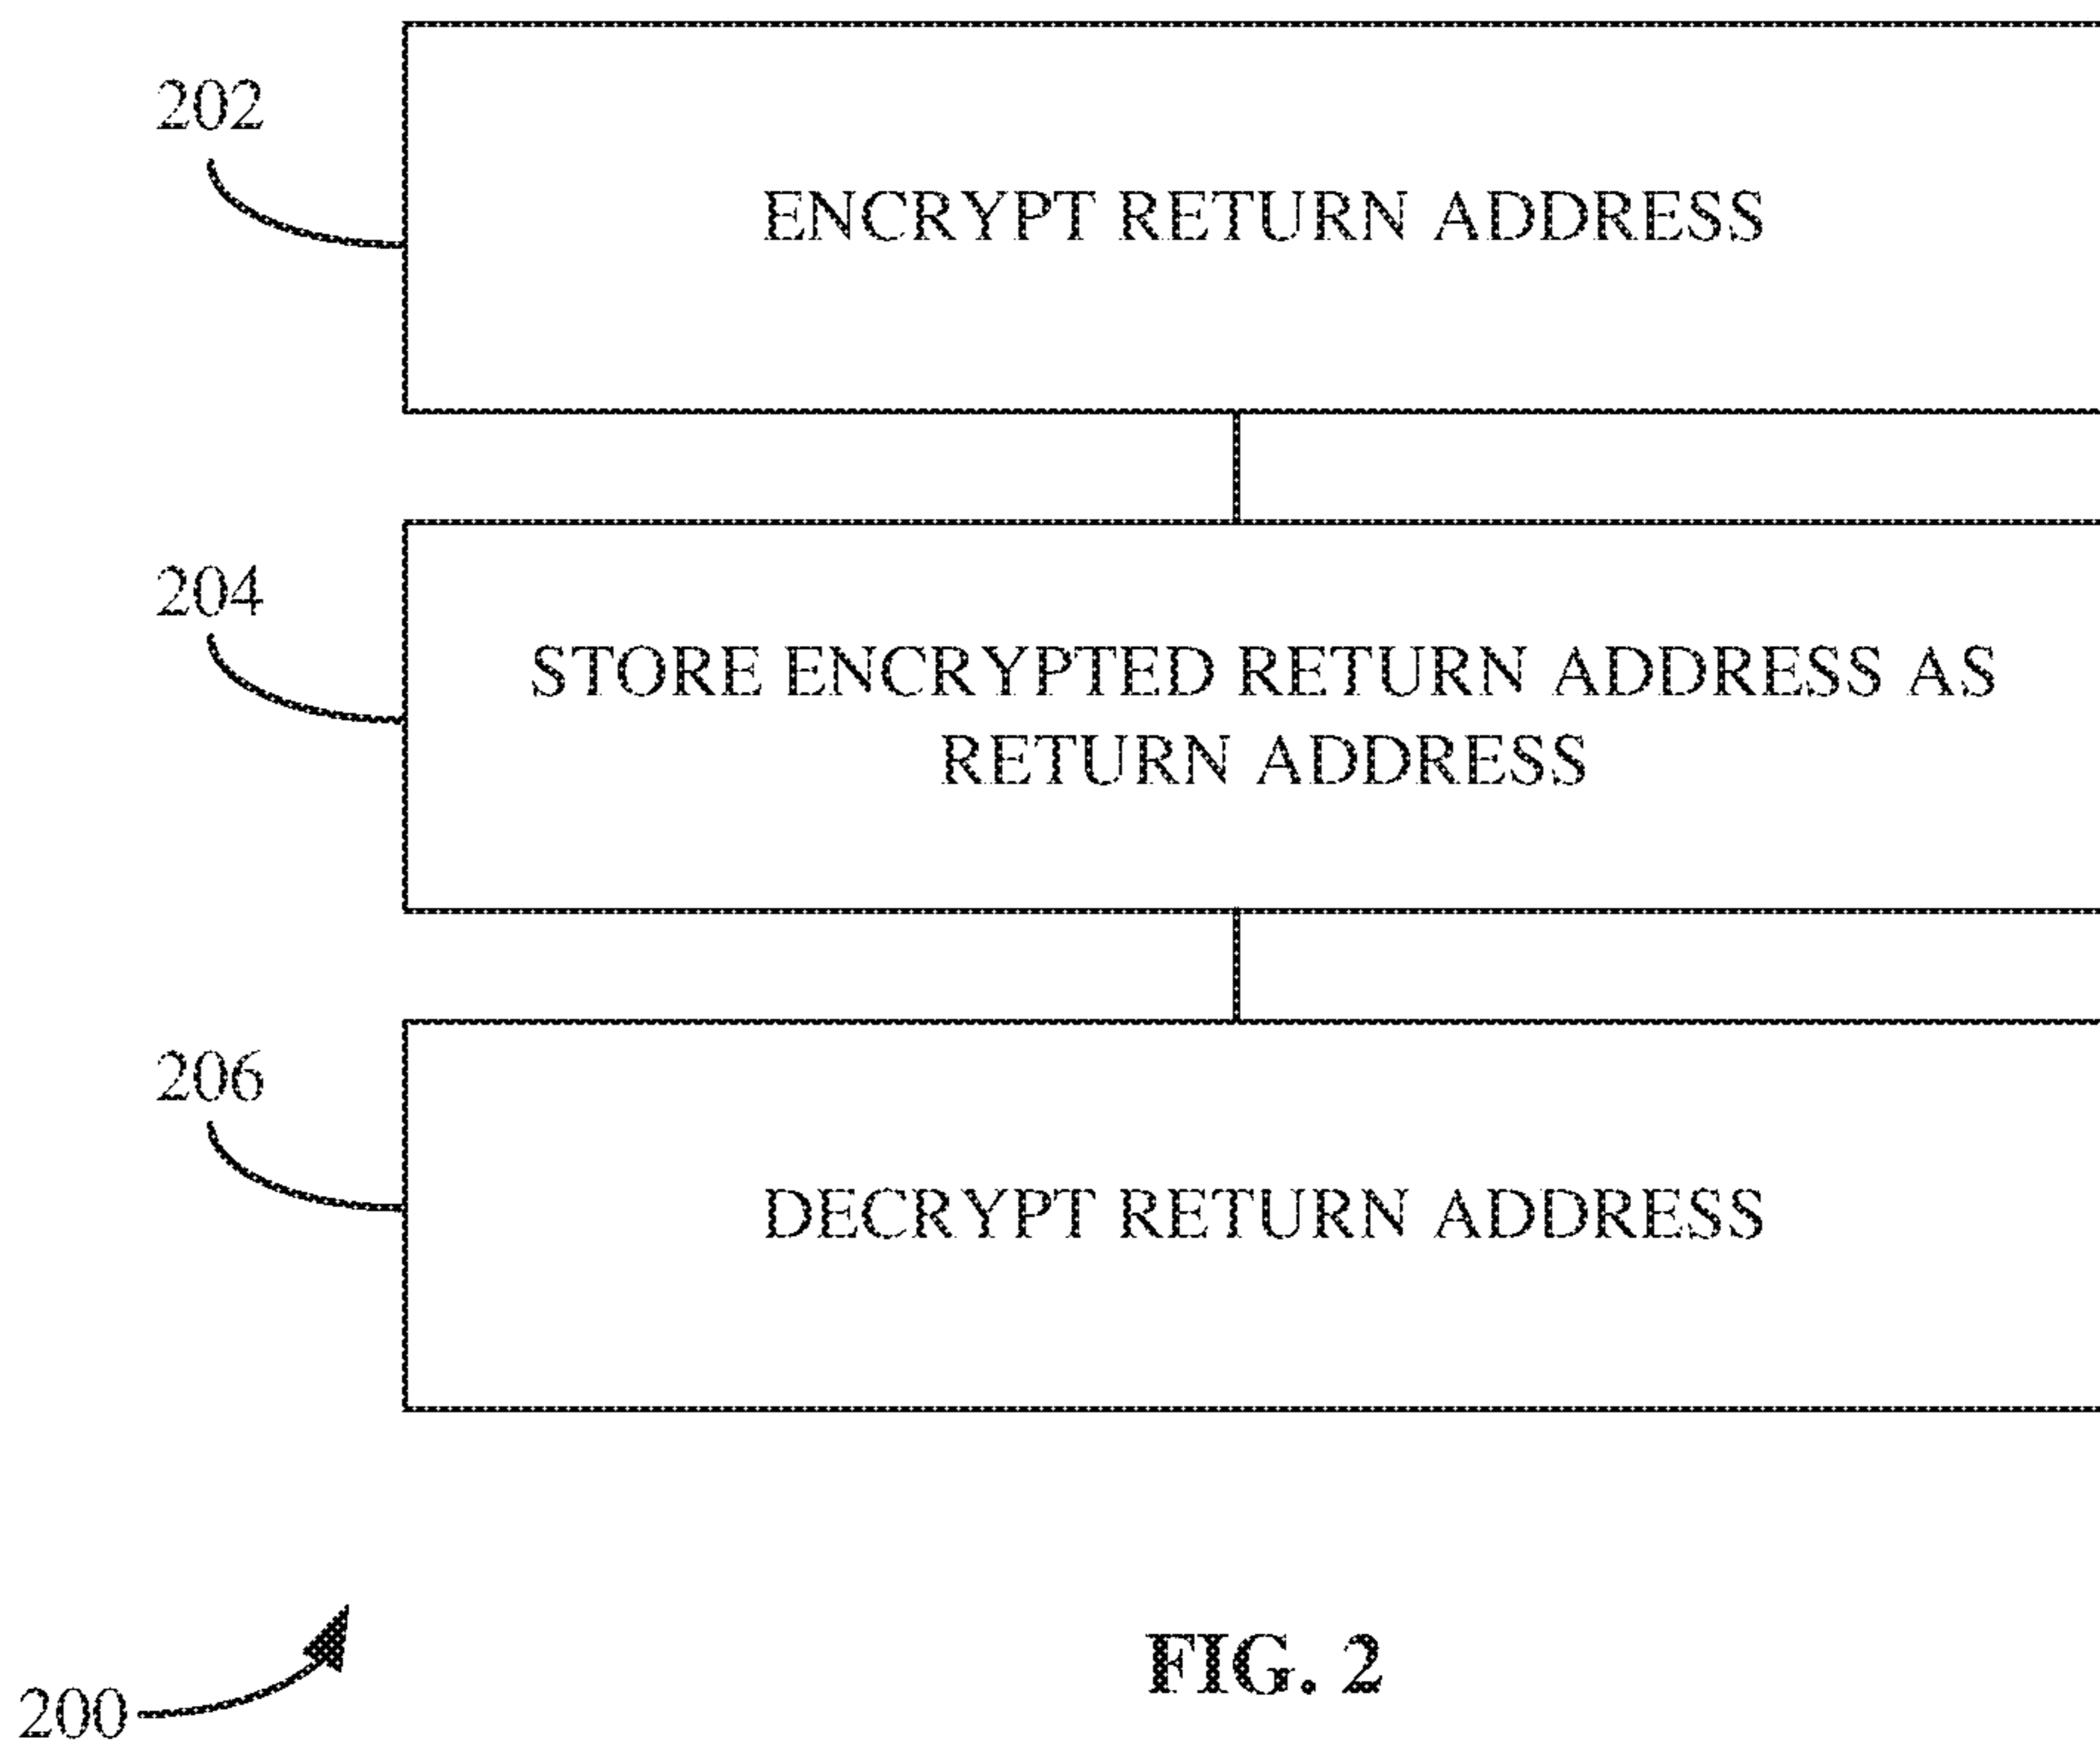 202
ENCRYPT RETURN ADDRESS
204
STORE ENCRYPTED RETURN ADDRESS AS
RETURN ADDRESS
206
DECRYPT RETURN ADDRESS
200
FIG. 2